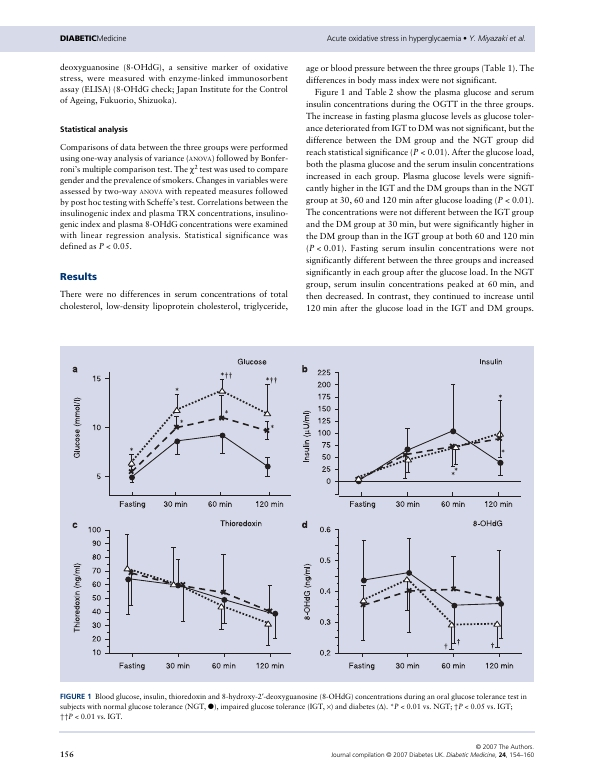 DIABETICMedicine
Acute oxidative stress in hyperglycaemia • Y. Miyazaki et al.
deoxyguanosine (8-OHdG), a sensitive marker of oxidative
stress, were measured with enzyme-linked immunosorbent
assay (ELISA) (8-OHdG check; Japan Institute for the Control
of Ageing, Fukuorio, Shizuoka).
Statistical analysis
Comparisons of data between the three groups were performed
using one-way analysis of variance (ANOVA) followed by Bonfer-
roni's multiple comparison test. The χ² test was used to compare
gender and the prevalence of smokers. Changes in variables were
assessed by two-way ANOVA with repeated measures followed
by post hoc testing with Scheffe's test. Correlations between the
insulinogenic index and plasma TRX concentrations, insulino-
genic index and plasma 8-OHdG concentrations were examined
with linear regression analysis. Statistical significance was
defined as P < 0.05.
Results
There were no differences in serum concentrations of total
cholesterol, low-density lipoprotein cholesterol, triglyceride,
age or blood pressure between the three groups (Table 1). The
differences in body mass index were not significant.
Figure 1 and Table 2 show the plasma glucose and serum
insulin concentrations during the OGTT in the three groups.
The increase in fasting plasma glucose levels as glucose toler-
ance deteriorated from IGT to DM was not significant, but the
difference between the DM group and the NGT group did
reach statistical significance (P < 0.01). After the glucose load,
both the plasma glucose and the serum insulin concentrations
increased in each group. Plasma glucose levels were signifi-
cantly higher in the IGT and the DM groups than in the NGT
group at 30, 60 and 120 min after glucose loading (P < 0.01).
The concentrations were not different between the IGT group
and the DM group at 30 min, but were significantly higher in
the DM group than in the IGT group at both 60 and 120 min
(P < 0.01). Fasting serum insulin concentrations were not
significantly different between the three groups and increased
significantly in each group after the glucose load. In the NGT
group, serum insulin concentrations peaked at 60 min, and
then decreased. In contrast, they continued to increase until
120 min after the glucose load in the IGT and DM groups.
a
Glucose
Glucose (mmol/l)
15
10
5
*
*
*
*††
*
*††
*
Fasting 30 min 60 min 120 min
b
Insulin
Insulin (μU/ml)
225
200
175
150
125
100
75
50
25
0
*
*
*
*
Fasting 30 min 60 min 120 min
c
Thioredoxin
Thioredoxin (ng/ml)
100
90
80
70
60
50
40
30
20
10
Fasting 30 min 60 min 120 min
d
8-OHdG
8-OHdG (ng/ml)
0.6
0.5
0.4
0.3
0.2
†
†
†
Fasting 30 min 60 min 120 min
FIGURE 1 Blood glucose, insulin, thioredoxin and 8-hydroxy-2'-deoxyguanosine (8-OHdG) concentrations during an oral glucose tolerance test in
subjects with normal glucose tolerance (NGT, ●), impaired glucose tolerance (IGT, ×) and diabetes (Δ). *P < 0.01 vs. NGT; †P < 0.05 vs. IGT;
††P < 0.01 vs. IGT.
© 2007 The Authors.
156
Journal compilation © 2007 Diabetes UK. Diabetic Medicine, 24, 154–160